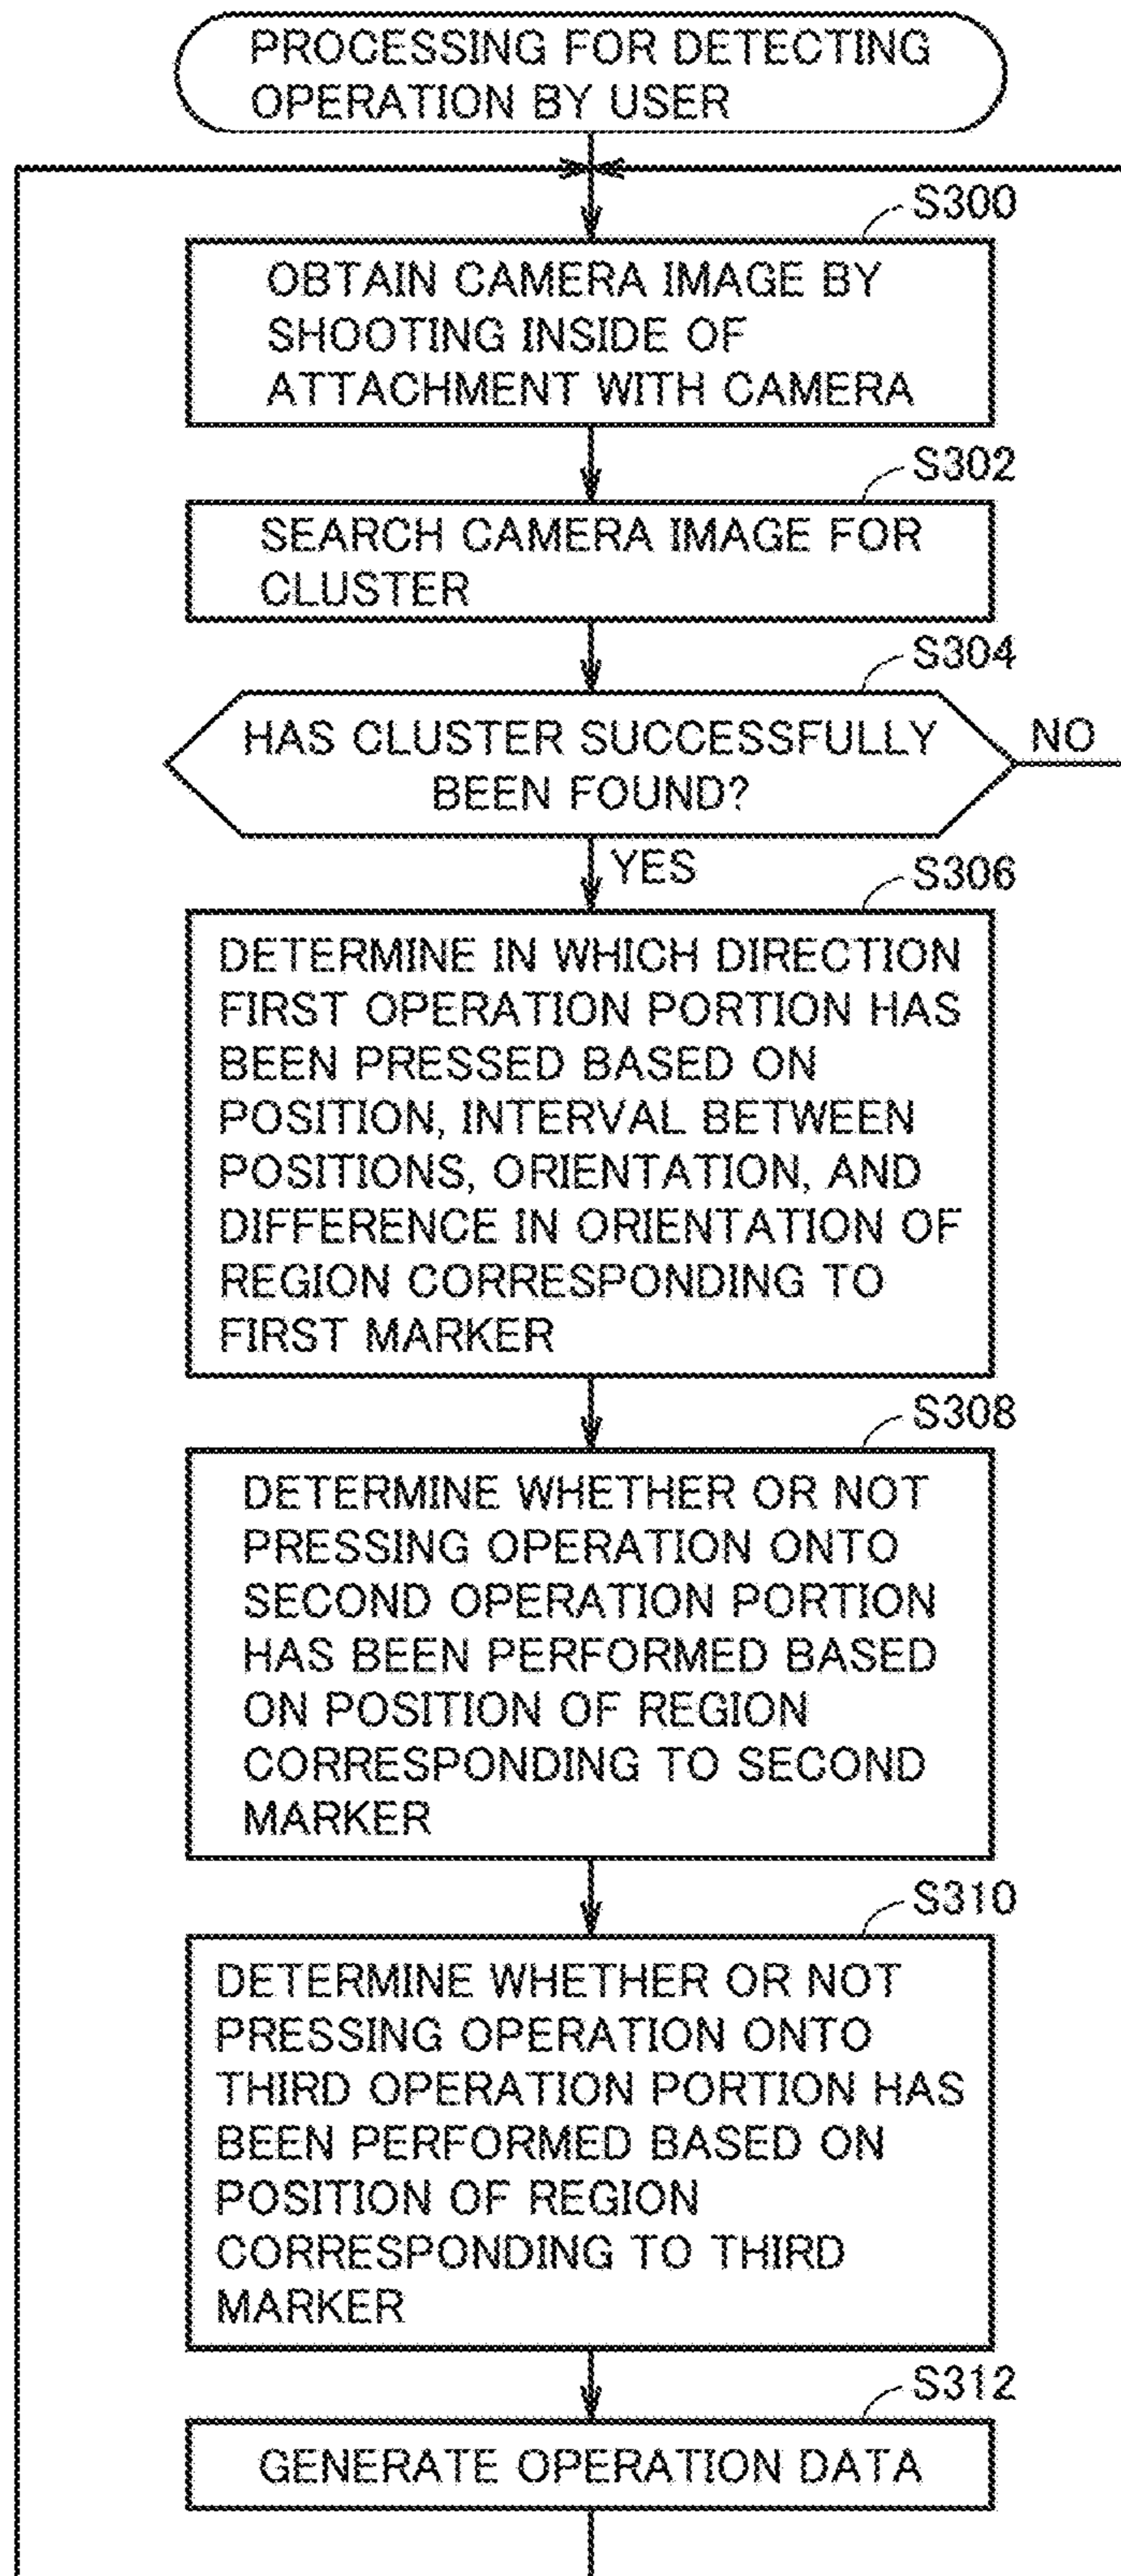 PROCESSING FOR DETECTING
OPERATION BY USER
S300
OBTAIN CAMERA IMAGE BY
SHOOTING INSIDE OF
ATTACHMENT WITH CAMERA
S302
SEARCH CAMERA IMAGE FOR
CLUSTER
S304
HAS CLUSTER SUCCESSFULLY
BEEN FOUND?
NO
YES
S306
DETERMINE IN WHICH DIRECTION
FIRST OPERATION PORTION HAS
BEEN PRESSED BASED ON
POSITION, INTERVAL BETWEEN
POSITIONS, ORIENTATION, AND
DIFFERENCE IN ORIENTATION OF
REGION CORRESPONDING TO
FIRST MARKER
S308
DETERMINE WHETHER OR NOT
PRESSING OPERATION ONTO
SECOND OPERATION PORTION
HAS BEEN PERFORMED BASED
ON POSITION OF REGION
CORRESPONDING TO SECOND
MARKER
S310
DETERMINE WHETHER OR NOT
PRESSING OPERATION ONTO
THIRD OPERATION PORTION HAS
BEEN PERFORMED BASED ON
POSITION OF REGION
CORRESPONDING TO THIRD
MARKER
S312
GENERATE OPERATION DATA